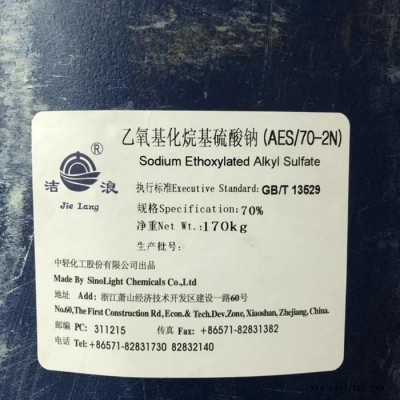 ®
洁浪
Jie Lang
乙氧基化烷基硫酸钠(AES/70-2N)
Sodium Ethoxylated Alkyl Sulfate
执行标准Executive Standard:GB/T 13529
规格Specification:70%
净重Net Wt.:170kg
生产批号:
中轻化工股份有限公司出品
Made By SinoLight Chemicals Co.,Ltd
地址 Add:浙江萧山经济技术开发区建设一路60号
No.60,The First Construction Rd,Econ.& Tech.Dev.Zone, Xiaoshan, Zhejiang, China.
邮编 PC: 311215 传真 Fax: +86571-82831382
电话 Tel: +86571-82831730 82832140